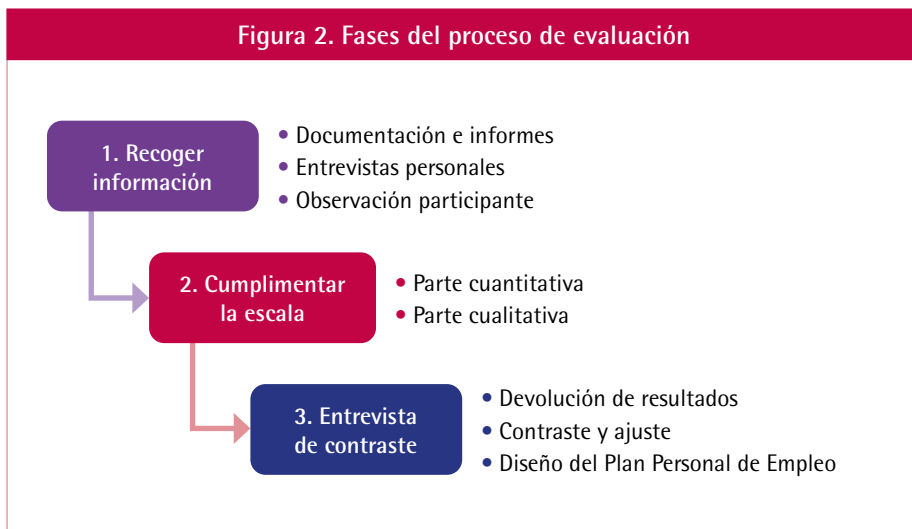 Figura 2. Fases del proceso de evaluación
1. Recoger
información
• Documentación e informes
• Entrevistas personales
• Observación participante
2. Cumplimentar
la escala
• Parte cuantitativa
• Parte cualitativa
3. Entrevista
de contraste
• Devolución de resultados
• Contraste y ajuste
• Diseño del Plan Personal de Empleo